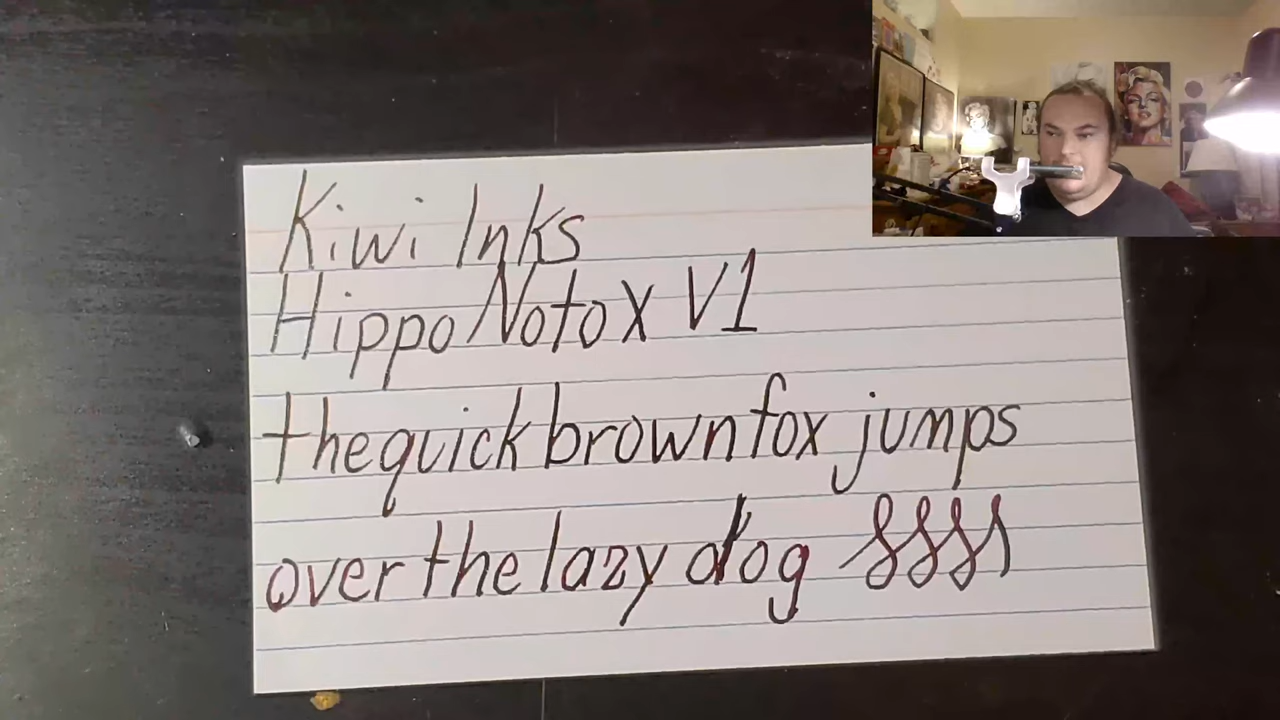 Kiwi Inks
Hippo Noto X V1
the quick brown fox jumps
over the lazy dog